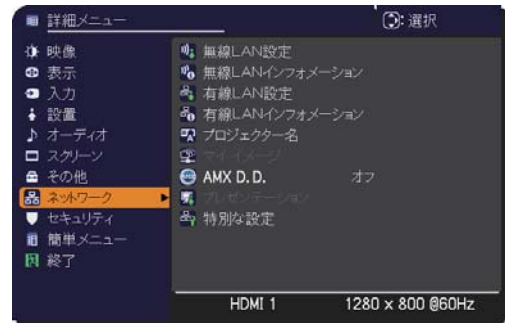 詳細メニュー
:選択
映像
表示
入力
設置
オーディオ
スクリーン
その他
ネットワーク
セキュリティ
簡単メニュー
終了
無線LAN設定
無線LANインフォメーション
有線LAN設定
有線LANインフォメーション
プロジェクター名
マイイメージ
AMX D.D. オフ
プレゼンテーション
特別な設定
HDMI 1 1280 x 800 @60Hz